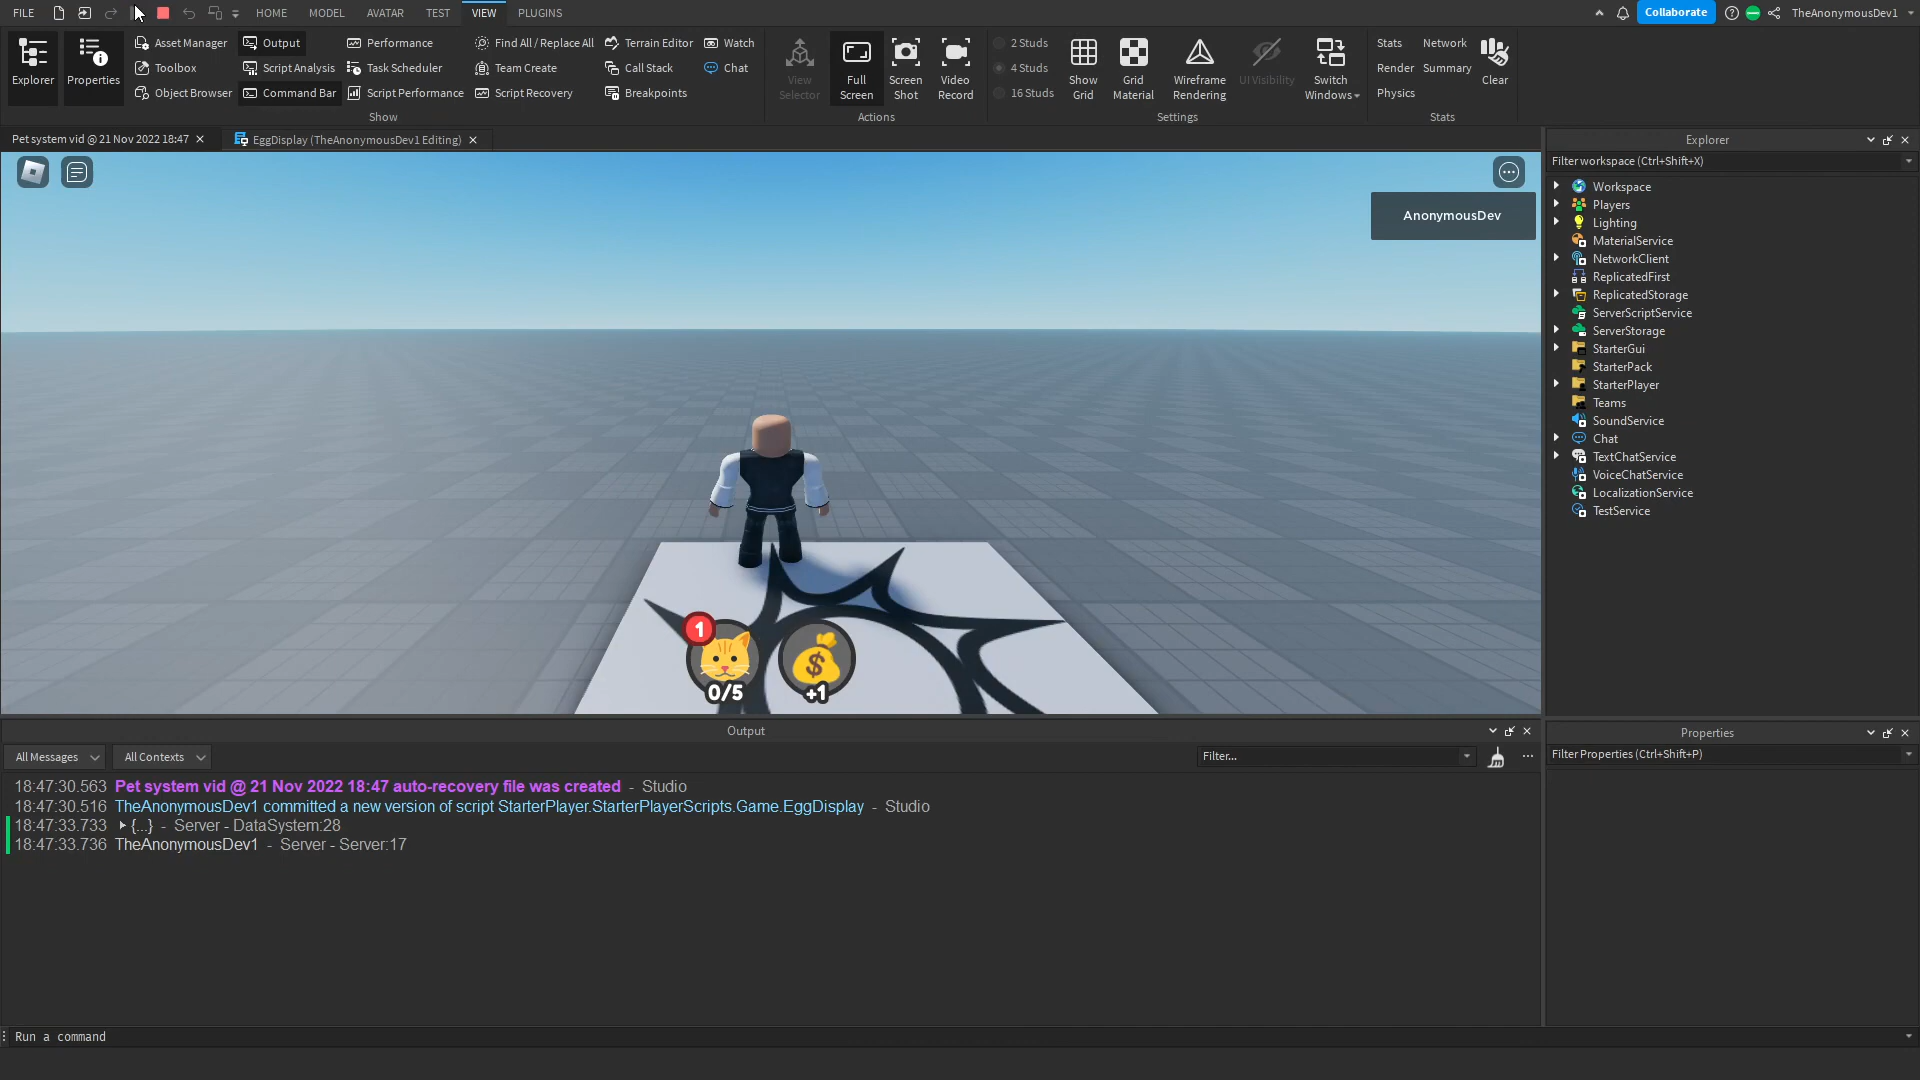 FILE HOME MODEL AVATAR TEST VIEW PLUGINS Collaborate TheAnonymousDev1
Explorer
Properties
Asset Manager
Toolbox
Object Browser
Output
Script Analysis
Command Bar
Performance
Task Scheduler
Script Performance
Find All / Replace All
Team Create
Script Recovery
Terrain Editor
Call Stack
Breakpoints
Watch
Chat
Show
View
Selector
Full
Screen
Screen
Shot
Video
Record
Actions
2 Studs
4 Studs
16 Studs
Show
Grid
Grid
Material
Wireframe
Rendering
UI Visibility
Switch
Windows
Settings
Stats
Render
Physics
Network
Summary
Clear
Stats
Pet system vid @ 21 Nov 2022 18:47
EggDisplay (TheAnonymousDev1 Editing)
AnonymousDev
1
0/5
$
+1
Explorer
Filter workspace (Ctrl+Shift+X)
Workspace
Players
Lighting
MaterialService
NetworkClient
ReplicatedFirst
ReplicatedStorage
ServerScriptService
ServerStorage
StarterGui
StarterPack
StarterPlayer
Teams
SoundService
Chat
TextChatService
VoiceChatService
LocalizationService
TestService
Output
All Messages All Contexts Filter...
18:47:30.563 Pet system vid @ 21 Nov 2022 18:47 auto-recovery file was created - Studio
18:47:30.516 TheAnonymousDev1 committed a new version of script StarterPlayer.StarterPlayerScripts.Game.EggDisplay - Studio
18:47:33.733 {...} - Server - DataSystem:28
18:47:33.736 TheAnonymousDev1 - Server - Server:17
Properties
Filter Properties (Ctrl+Shift+P)
Run a command